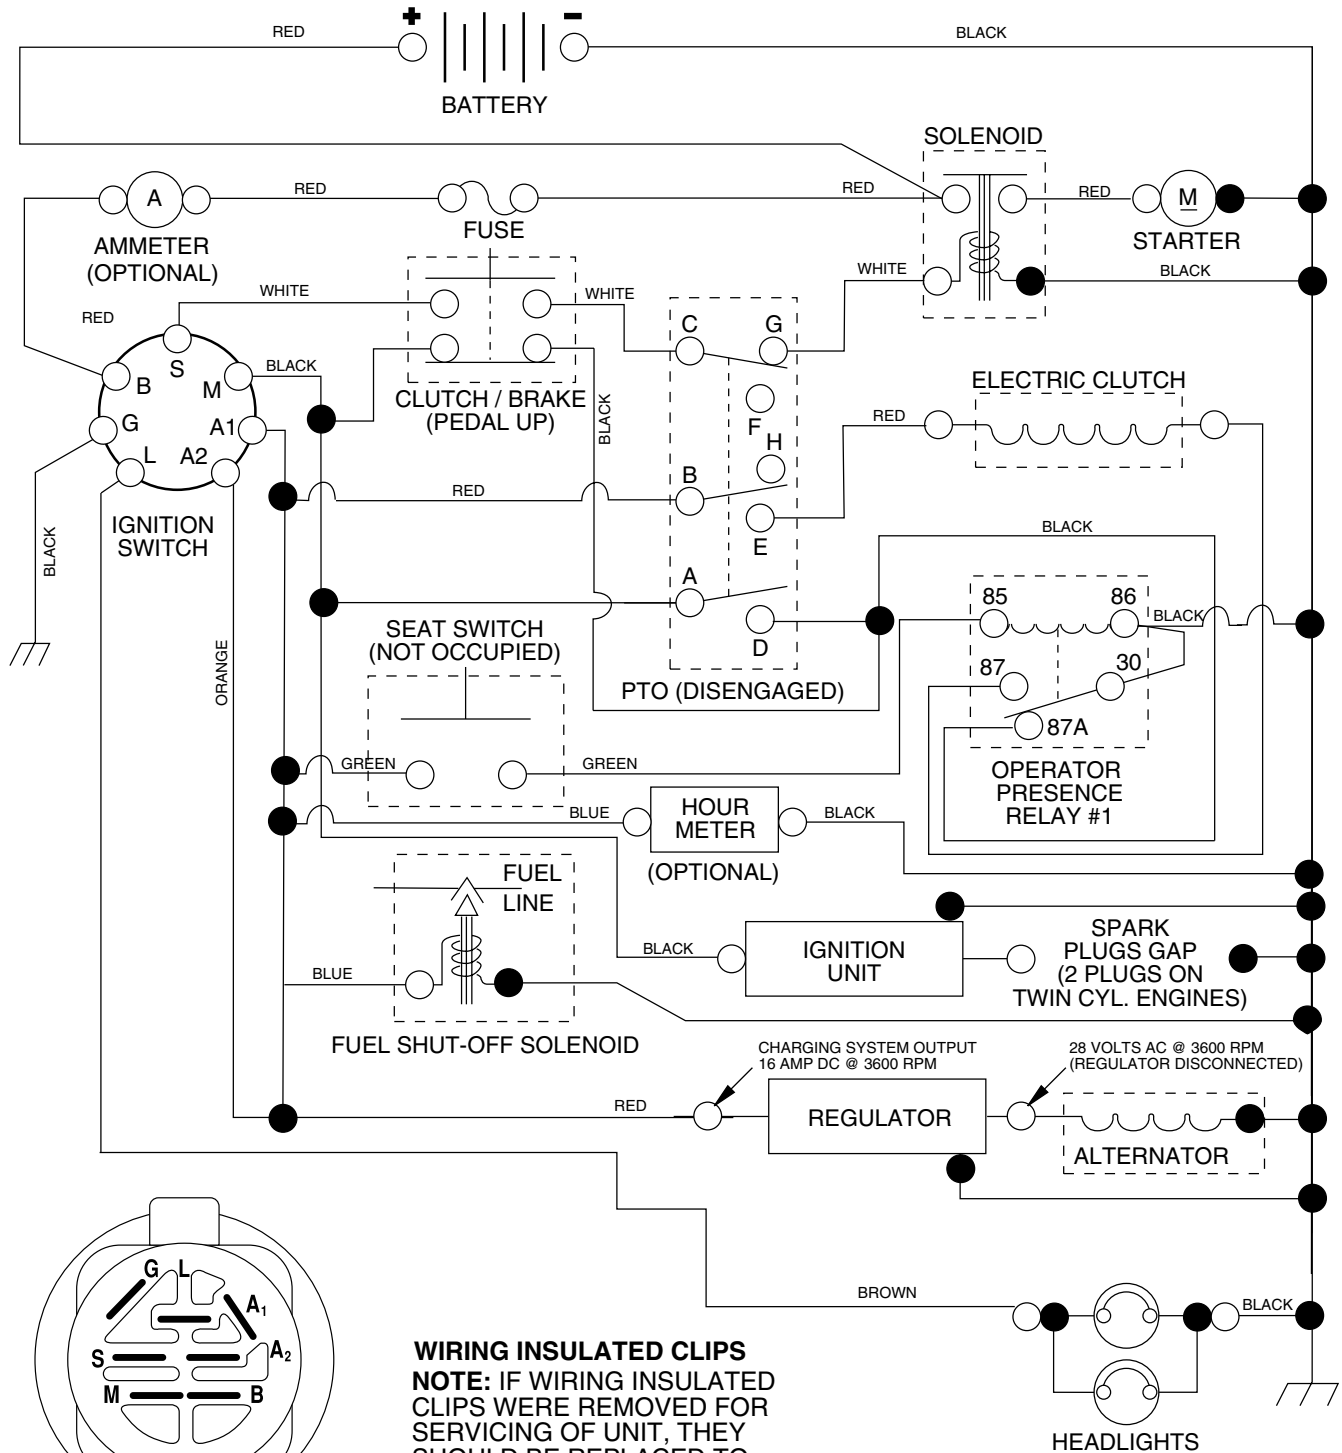 RED
+
-
BLACK
BATTERY
SOLENOID
A
RED
RED
RED
M
AMMETER
(OPTIONAL)
FUSE
STARTER
WHITE
BLACK
WHITE
WHITE
RED
C
G
S
B
M
BLACK
CLUTCH / BRAKE
(PEDAL UP)
BLACK
ELECTRIC CLUTCH
G
A1
F
RED
L
A2
H
B
RED
IGNITION
SWITCH
E
BLACK
BLACK
A
85
86
BLACK
SEAT SWITCH
(NOT OCCUPIED)
D
ORANGE
87
30
PTO (DISENGAGED)
87A
GREEN
GREEN
OPERATOR
PRESENCE
RELAY #1
BLUE
HOUR
METER
BLACK
(OPTIONAL)
FUEL
LINE
BLACK
IGNITION
UNIT
SPARK
PLUGS GAP
(2 PLUGS ON
TWIN CYL. ENGINES)
BLUE
FUEL SHUT-OFF SOLENOID
CHARGING SYSTEM OUTPUT
16 AMP DC @ 3600 RPM
28 VOLTS AC @ 3600 RPM
(REGULATOR DISCONNECTED)
RED
REGULATOR
ALTERNATOR
G
L
A1
BROWN
BLACK
S
A2
M
B
WIRING INSULATED CLIPS
NOTE: IF WIRING INSULATED
CLIPS WERE REMOVED FOR
SERVICING OF UNIT, THEY
SHOULD BE REPLACED TO
HEADLIGHTS